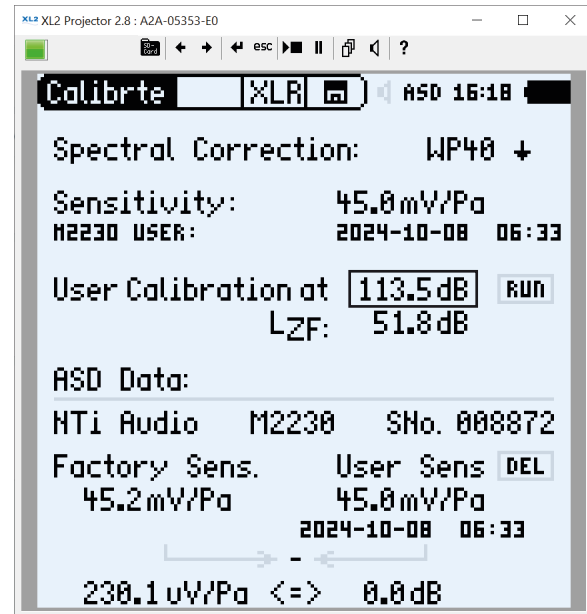 XL2 XL2 Projector 2.8 : A2A-05353-E0
SD-Card esc ?
Calibrte XLR ASD 16:18
Spectral Correction: WP40
Sensitivity: 45.0mV/Pa
M2230 USER: 2024-10-08 06:33
User Calibration at 113.5dB RUN
LZF: 51.8dB
ASD Data:
NTi Audio M2230 SNo. 008872
Factory Sens. User Sens DEL
45.2mV/Pa 45.0mV/Pa
2024-10-08 06:33
-
230.1uV/Pa <=> 0.0dB